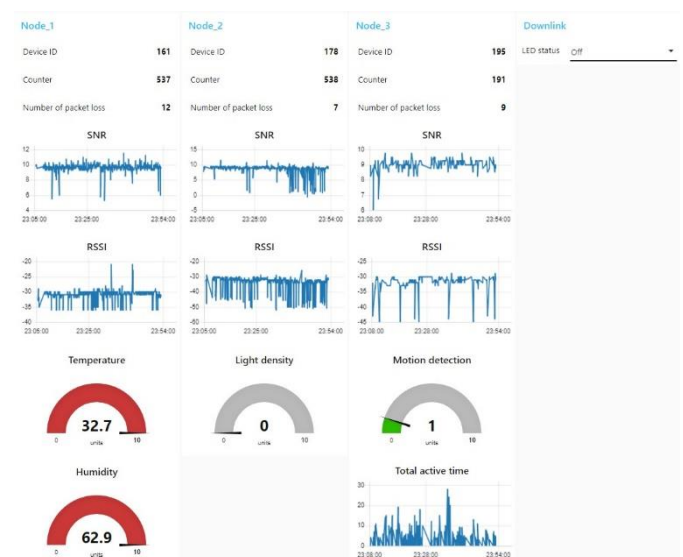 Node_1
Device ID 161
Counter 537
Number of packet loss 12
SNR
12
10
8
6
4
23:05:00 23:25:00 23:54:00
RSSI
-20
-25
-30
-35
-40
23:05:00 23:25:00 23:54:00
Temperature
32.7
0 units 10
Humidity
62.9
0 units 10
Node_2
Device ID 178
Counter 538
Number of packet loss 7
SNR
15
10
5
0
-5
23:05:00 23:25:00 23:54:00
RSSI
-20
-30
-40
-50
-60
23:05:00 23:25:00 23:54:00
Light density
0
0 units 10
Node_3
Device ID 195
Counter 191
Number of packet loss 9
SNR
10
9
8
7
6
23:08:00 23:28:00 23:54:00
RSSI
-25
-30
-35
-40
-45
23:08:00 23:28:00 23:54:00
Motion detection
1
0 units 10
Total active time
30
20
10
0
23:08:00 23:28:00 23:54:00
Downlink
LED status Off